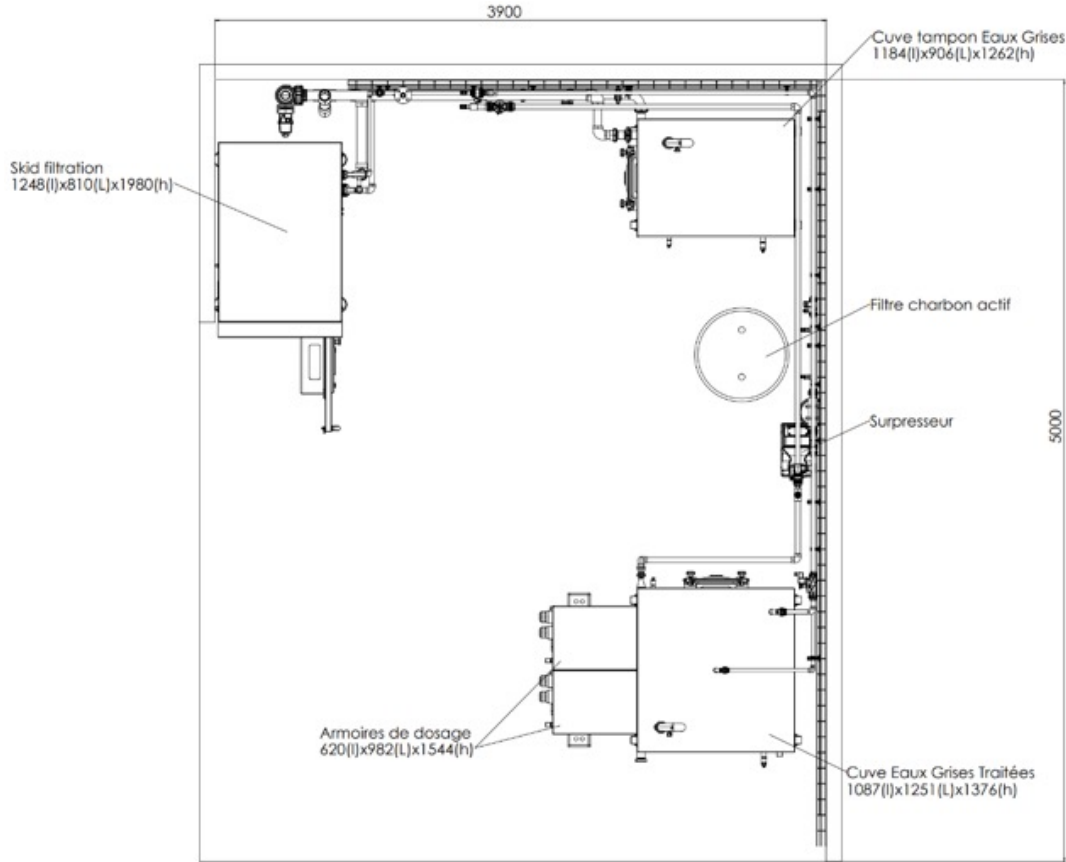 3900
Cuve tampon Eaux Grises
1184(l)x906(L)x1262(h)
Skid filtration
1248(l)x810(L)x1980(h)
Filtre charbon actif
Surpresseur
5000
Armoires de dosage
620(l)x982(L)x1544(h)
Cuve Eaux Grises Traitées
1087(l)x1251(L)x1376(h)